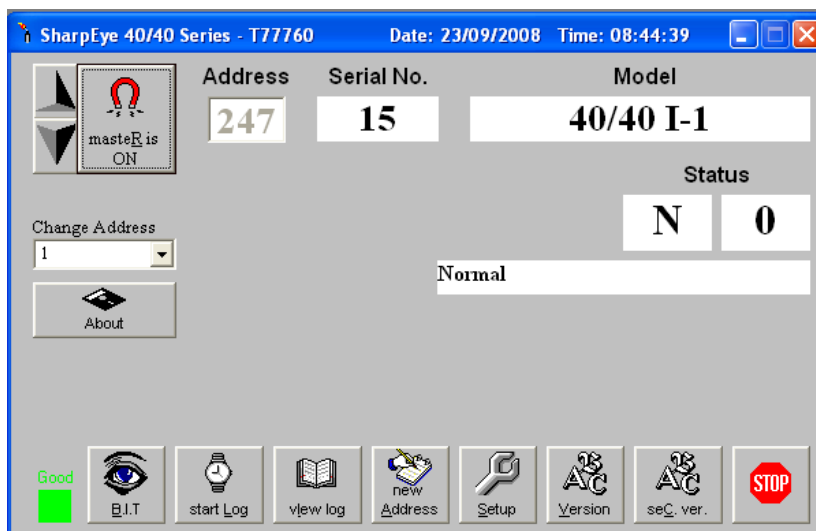 SharpEye 40/40 Series - T77760 Date: 23/09/2008 Time: 08:44:39
Address Serial No. Model
masteR is
ON
247 15 40/40 I-1
Status
N 0
Change Address
1
Normal
About
Good
B.I.T
start Log
view log
new
Address
Setup
Version
seC. ver.
STOP